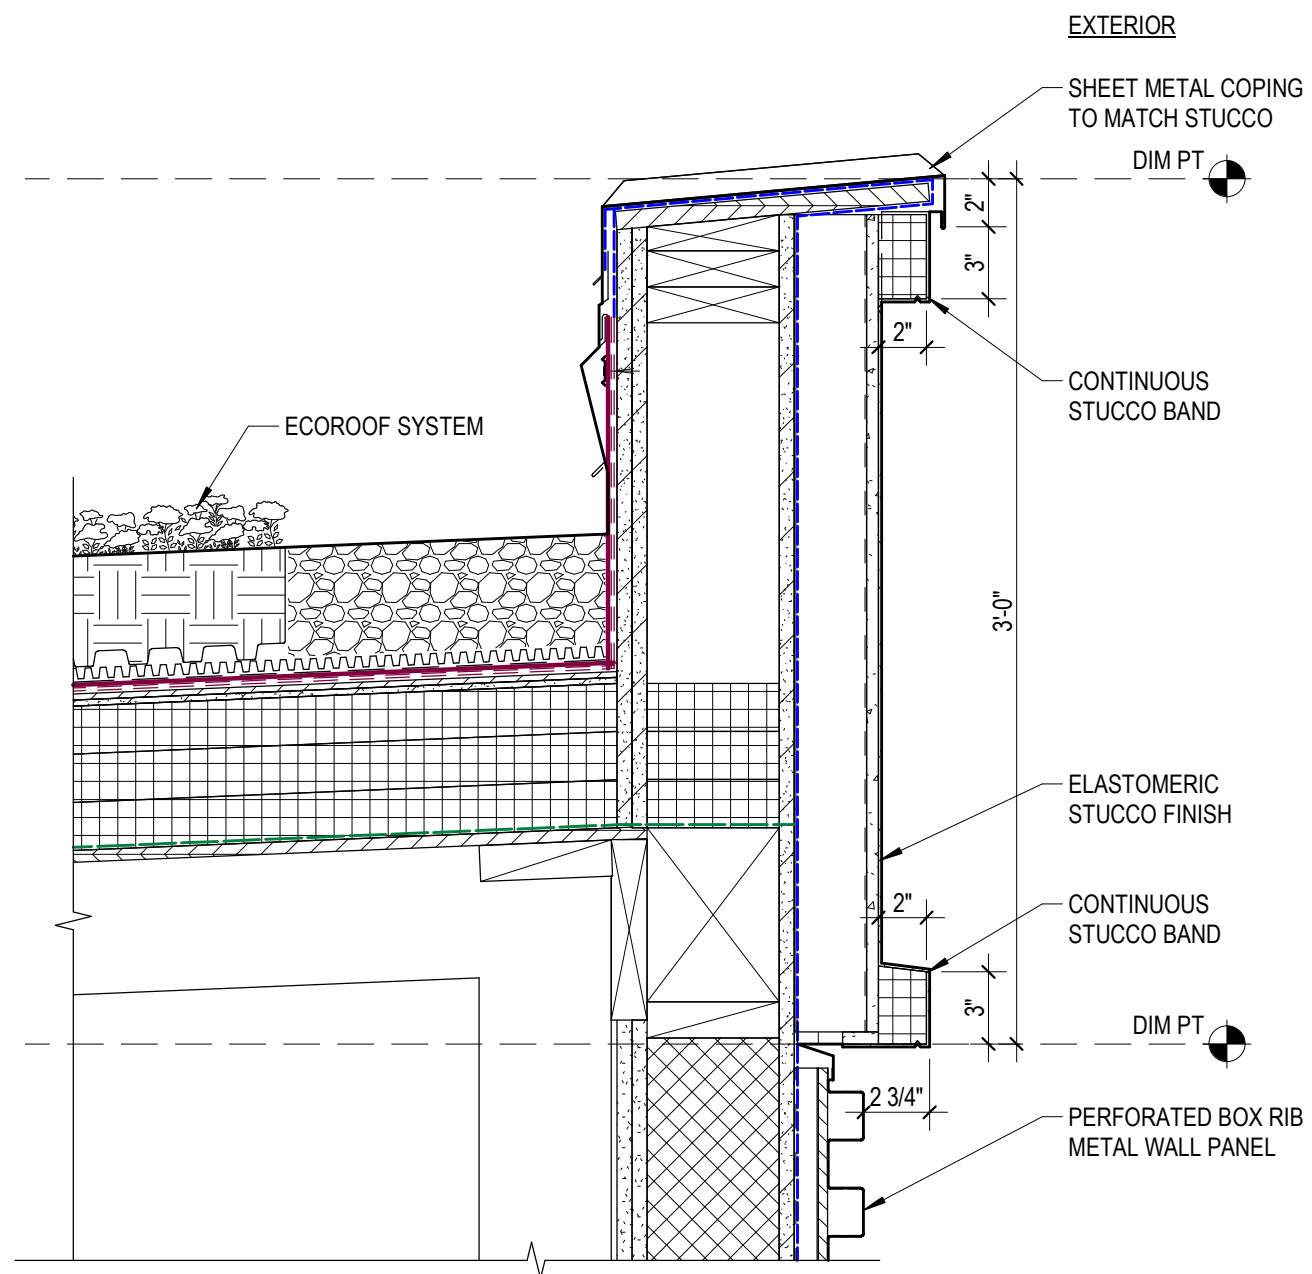 EXTERIOR
SHEET METAL COPING
TO MATCH STUCCO
DIM PT
2"
3"
2"
CONTINUOUS
STUCCO BAND
ECOROOF SYSTEM
3'-0"
ELASTOMERIC
STUCCO FINISH
2"
CONTINUOUS
STUCCO BAND
3"
DIM PT
2 3/4"
PERFORATED BOX RIB
METAL WALL PANEL